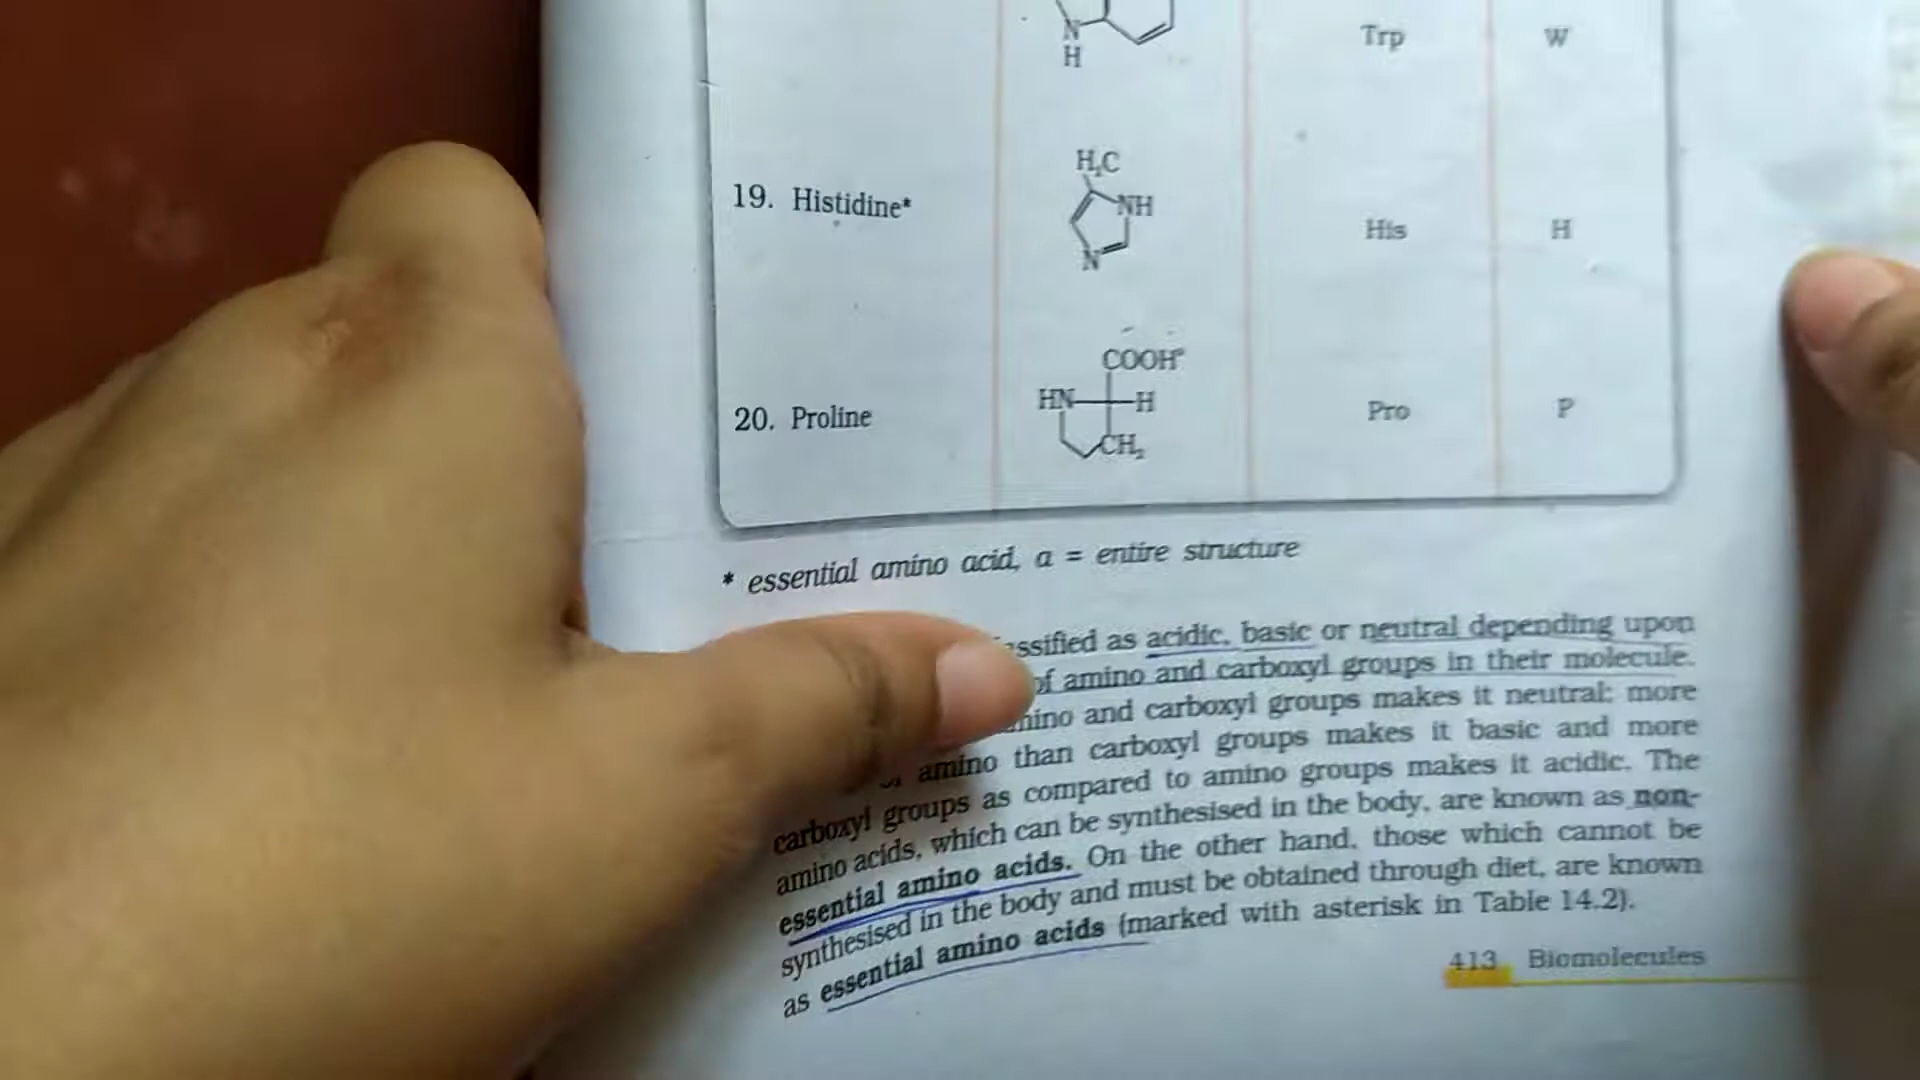 N
H
Trp W
H₂C
19. Histidine*
NH
N
His H
COOHª
HN H
CH₂
20. Proline
Pro P
* essential amino acid, a = entire structure
as acidic, basic or neutral depending upon
of amino and carboxyl groups in their molecule.
and carboxyl groups makes it neutral; more
amino than carboxyl groups makes it basic and more
carboxyl groups as compared to amino groups makes it acidic. The
amino acids, which can be synthesised in the body, are known as non-
essential amino acids. On the other hand, those which cannot be
synthesised in the body and must be obtained through diet, are known
as essential amino acids (marked with asterisk in Table 14.2).
413 Biomolecules